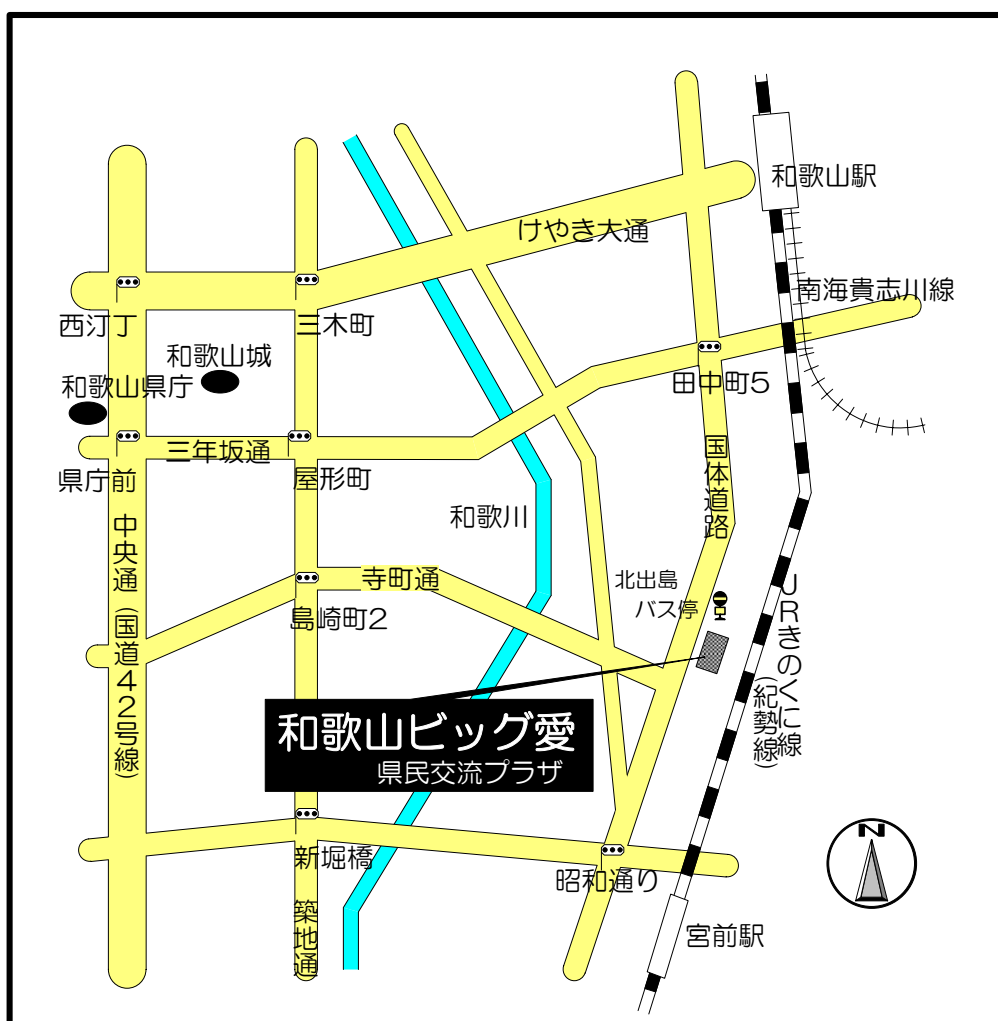 N
和歌山駅
けやき大通
南海貴志川線
西汀丁
三木町
和歌山城
和歌山県庁
田中町5
県庁前
三年坂通
屋形町
国体道路
和歌川
中央通(国道42号線)
寺町通
北出島
バス停
島崎町2
JRきのくに線
(紀勢線)
和歌山ビッグ愛
県民交流プラザ
新堀橋
昭和通り
築地通
宮前駅